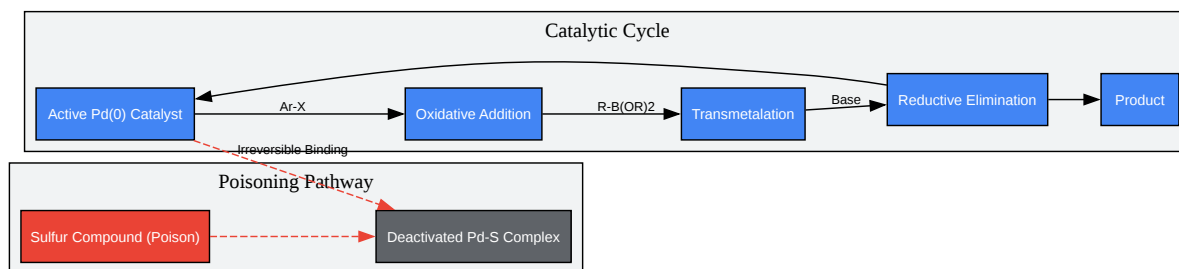 Catalytic Cycle
Active Pd(0) Catalyst
Ar-X
Oxidative Addition
R-B(OR)2
Transmetalation
Base
Reductive Elimination
Product
Irreversible Binding
Poisoning Pathway
Sulfur Compound (Poison)
Deactivated Pd-S Complex